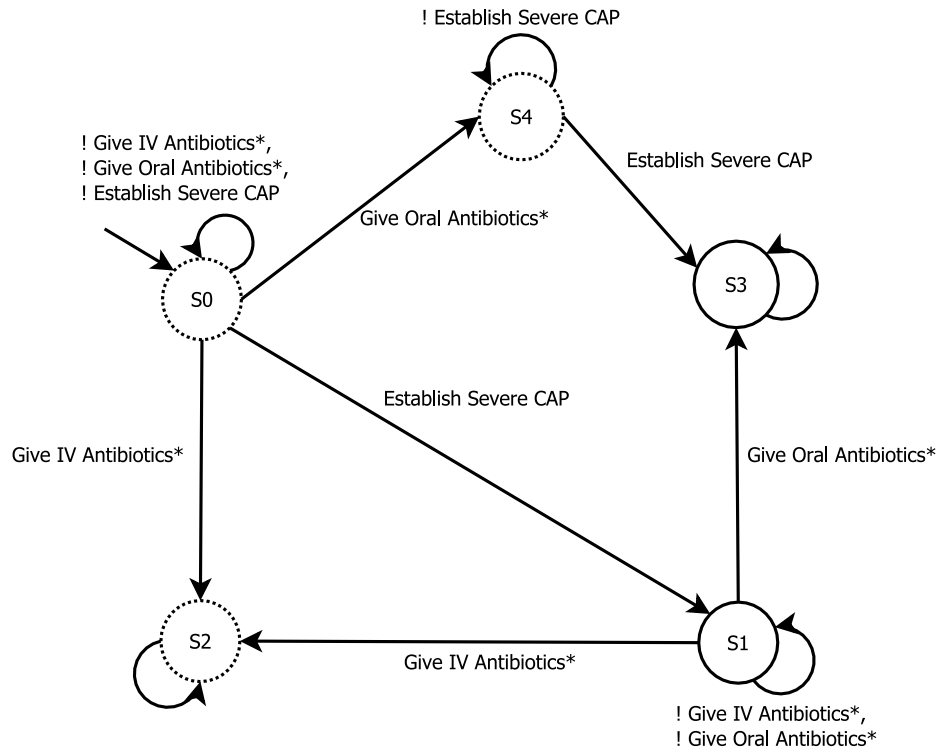 ! Establish Severe CAP
S4
! Give IV Antibiotics*,
! Give Oral Antibiotics*,
! Establish Severe CAP
Establish Severe CAP
Give Oral Antibiotics*
S0
S3
Establish Severe CAP
Give IV Antibiotics*
Give Oral Antibiotics*
S2
S1
Give IV Antibiotics*
! Give IV Antibiotics*,
! Give Oral Antibiotics*